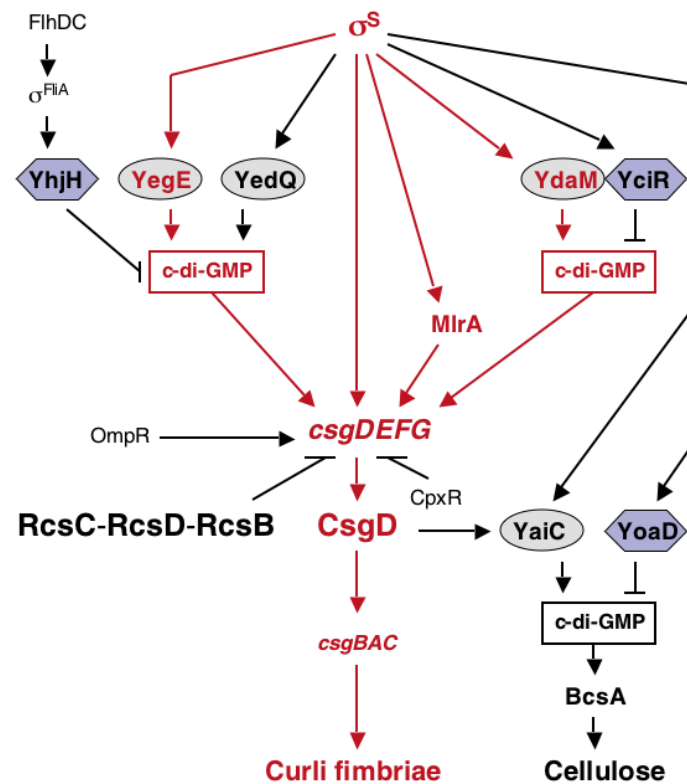 FlhDC
σS
σFliA
YhjH
YegE
YedQ
YdaM
YciR
c-di-GMP
c-di-GMP
MlrA
OmpR
csgDEFG
CpxR
RcsC-RcsD-RcsB
CsgD
YaiC
YoaD
c-di-GMP
csgBAC
BcsA
Curli fimbriae
Cellulose